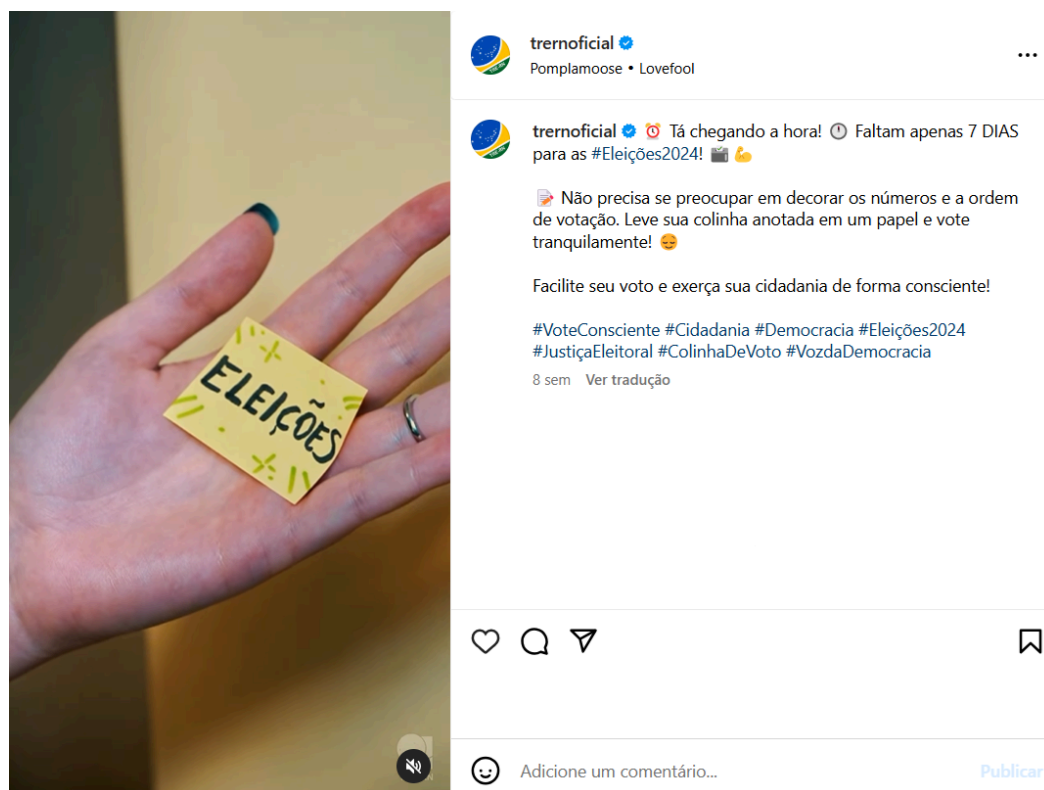 ELEIÇÕES
trernoficial
Pomplamoose • Lovefool
trernoficial ⏰ Tá chegando a hora! 🕛 Faltam apenas 7 DIAS
para as #Eleições2024! 🗳️ 💪
📝 Não precisa se preocupar em decorar os números e a ordem
de votação. Leve sua colinha anotada em um papel e vote
tranquilamente! 😌
Facilite seu voto e exerça sua cidadania de forma consciente!
#VoteConsciente #Cidadania #Democracia #Eleições2024
#JustiçaEleitoral #ColinhaDeVoto #VozdaDemocracia
8 sem Ver tradução
Adicione um comentário...
Publicar